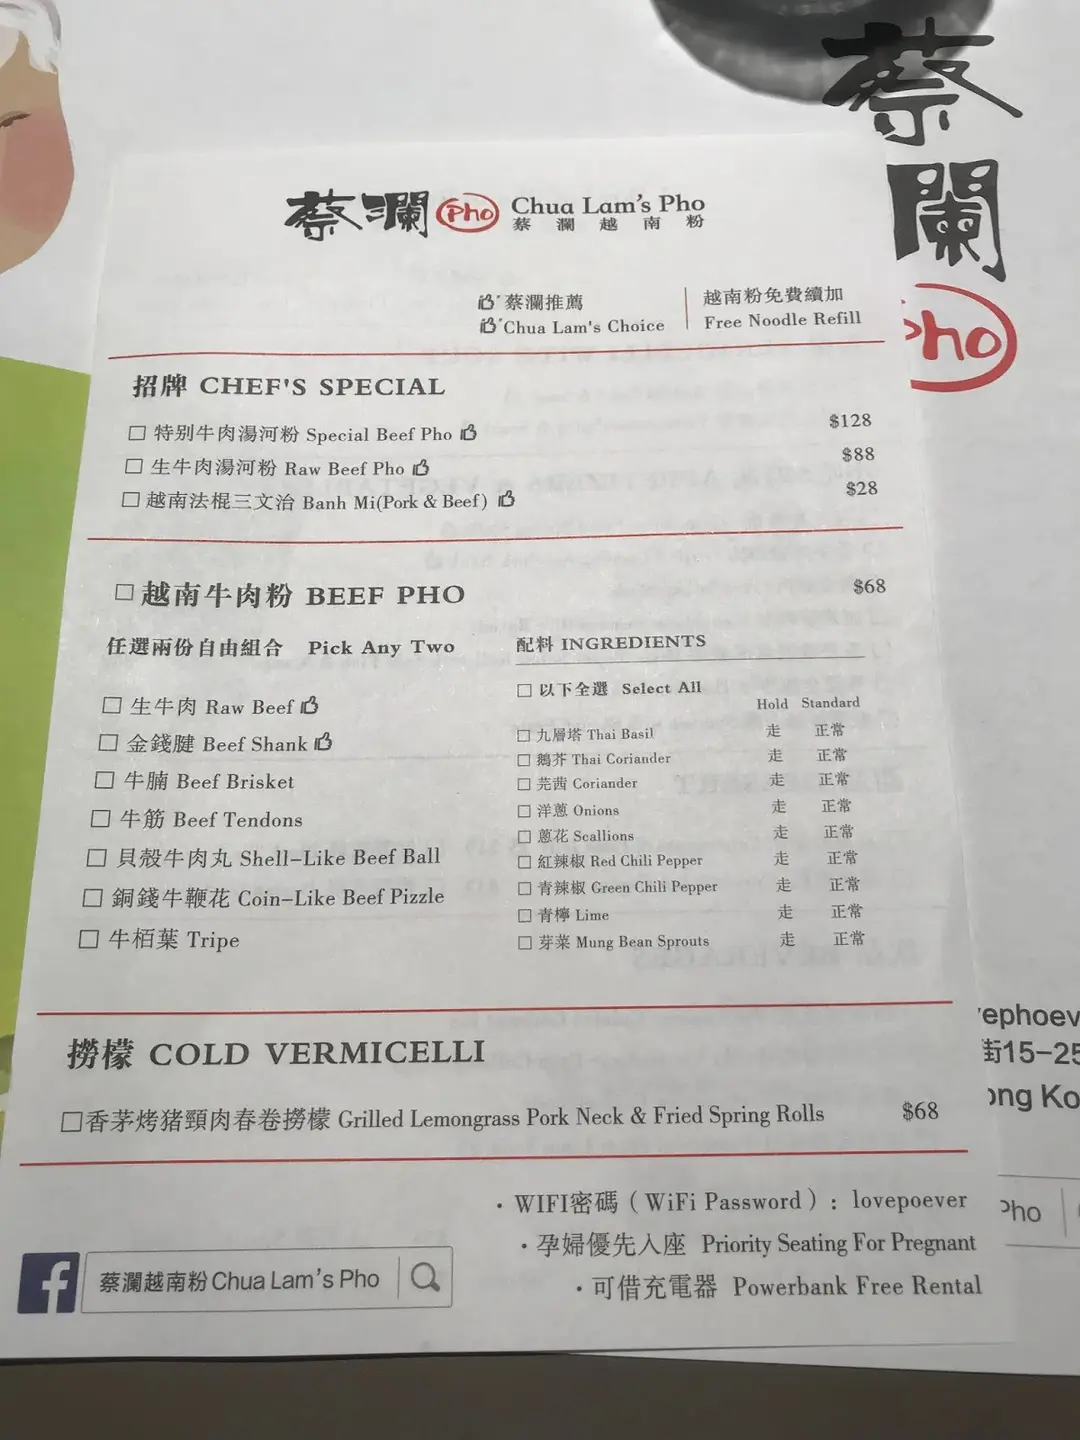 蔡瀾 Pho Chua Lam's Pho
蔡瀾越南粉
蔡瀾推薦
Chua Lam's Choice
越南粉免費續加
Free Noodle Refill
招牌 CHEF'S SPECIAL
特別牛肉湯河粉 Special Beef Pho $128
生牛肉湯河粉 Raw Beef Pho $88
越南法棍三文治 Banh Mi(Pork & Beef) $28
越南牛肉粉 BEEF PHO $68
任選兩份自由組合 Pick Any Two
生牛肉 Raw Beef
金錢腱 Beef Shank
牛腩 Beef Brisket
牛筋 Beef Tendons
貝殼牛肉丸 Shell-Like Beef Ball
銅錢牛鞭花 Coin-Like Beef Pizzle
牛栢葉 Tripe
配料 INGREDIENTS
以下全選 Select All
Hold Standard
九層塔 Thai Basil 走 正常
鵝芥 Thai Coriander 走 正常
芫茜 Coriander 走 正常
洋蔥 Onions 走 正常
蔥花 Scallions 走 正常
紅辣椒 Red Chili Pepper 走 正常
青辣椒 Green Chili Pepper 走 正常
青檸 Lime 走 正常
芽菜 Mung Bean Sprouts 走 正常
撈檬 COLD VERMICELLI
香茅烤猪頸肉春卷撈檬 Grilled Lemongrass Pork Neck & Fried Spring Rolls $68
・WIFI密碼（WiFi Password）: lovepoever
・孕婦優先入座 Priority Seating For Pregnant
・可借充電器 Powerbank Free Rental
f 蔡瀾越南粉 Chua Lam's Pho
蔡
瀾
Pho
ephoev
街15-25
ong Ko
Pho